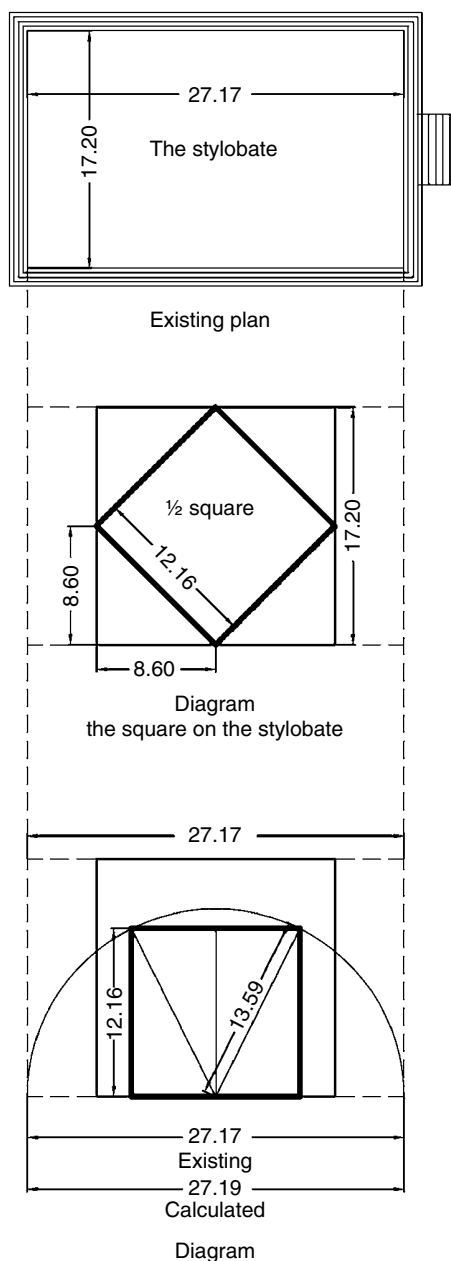 27.17
17.20
The stylobate
Existing plan
½ square
12.16
17.20
8.60
8.60
Diagram
the square on the stylobate
27.17
12.16
13.59
27.17
Existing
27.19
Calculated
Diagram